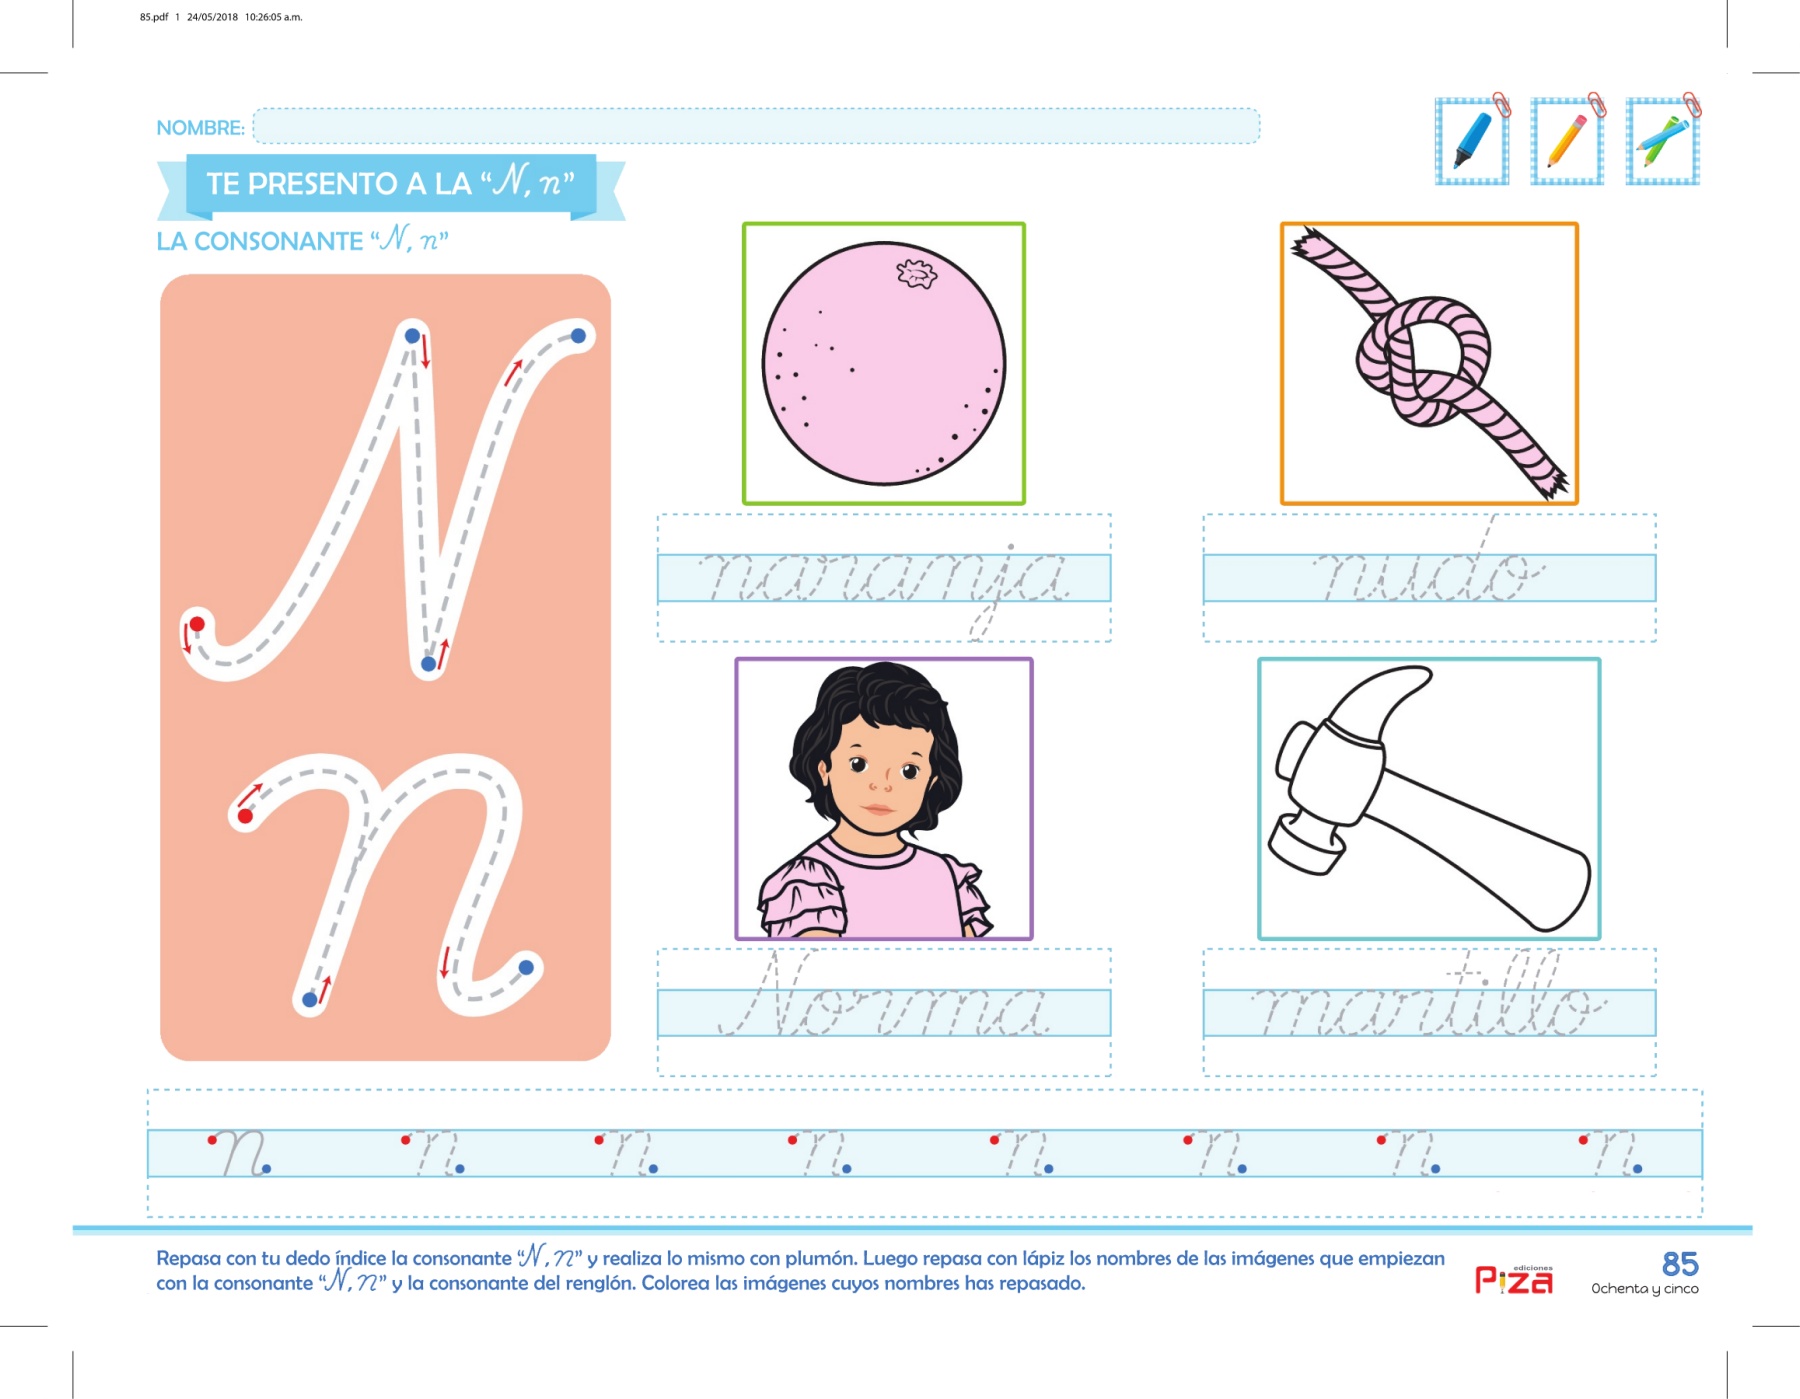 85.pdf 1 24/05/2018 10:26:05 a.m.
NOMBRE:
TE PRESENTO A LA “N, n”
LA CONSONANTE “N, n”
N
n
naranja
nudo
Norma
martillo
n n n n n n n n
Repasa con tu dedo índice la consonante “N, n” y realiza lo mismo con plumón. Luego repasa con lápiz los nombres de las imágenes que empiezan
con la consonante “N, n” y la consonante del renglón. Colorea las imágenes cuyos nombres has repasado.
ediciones
Piza
85
Ochenta y cinco